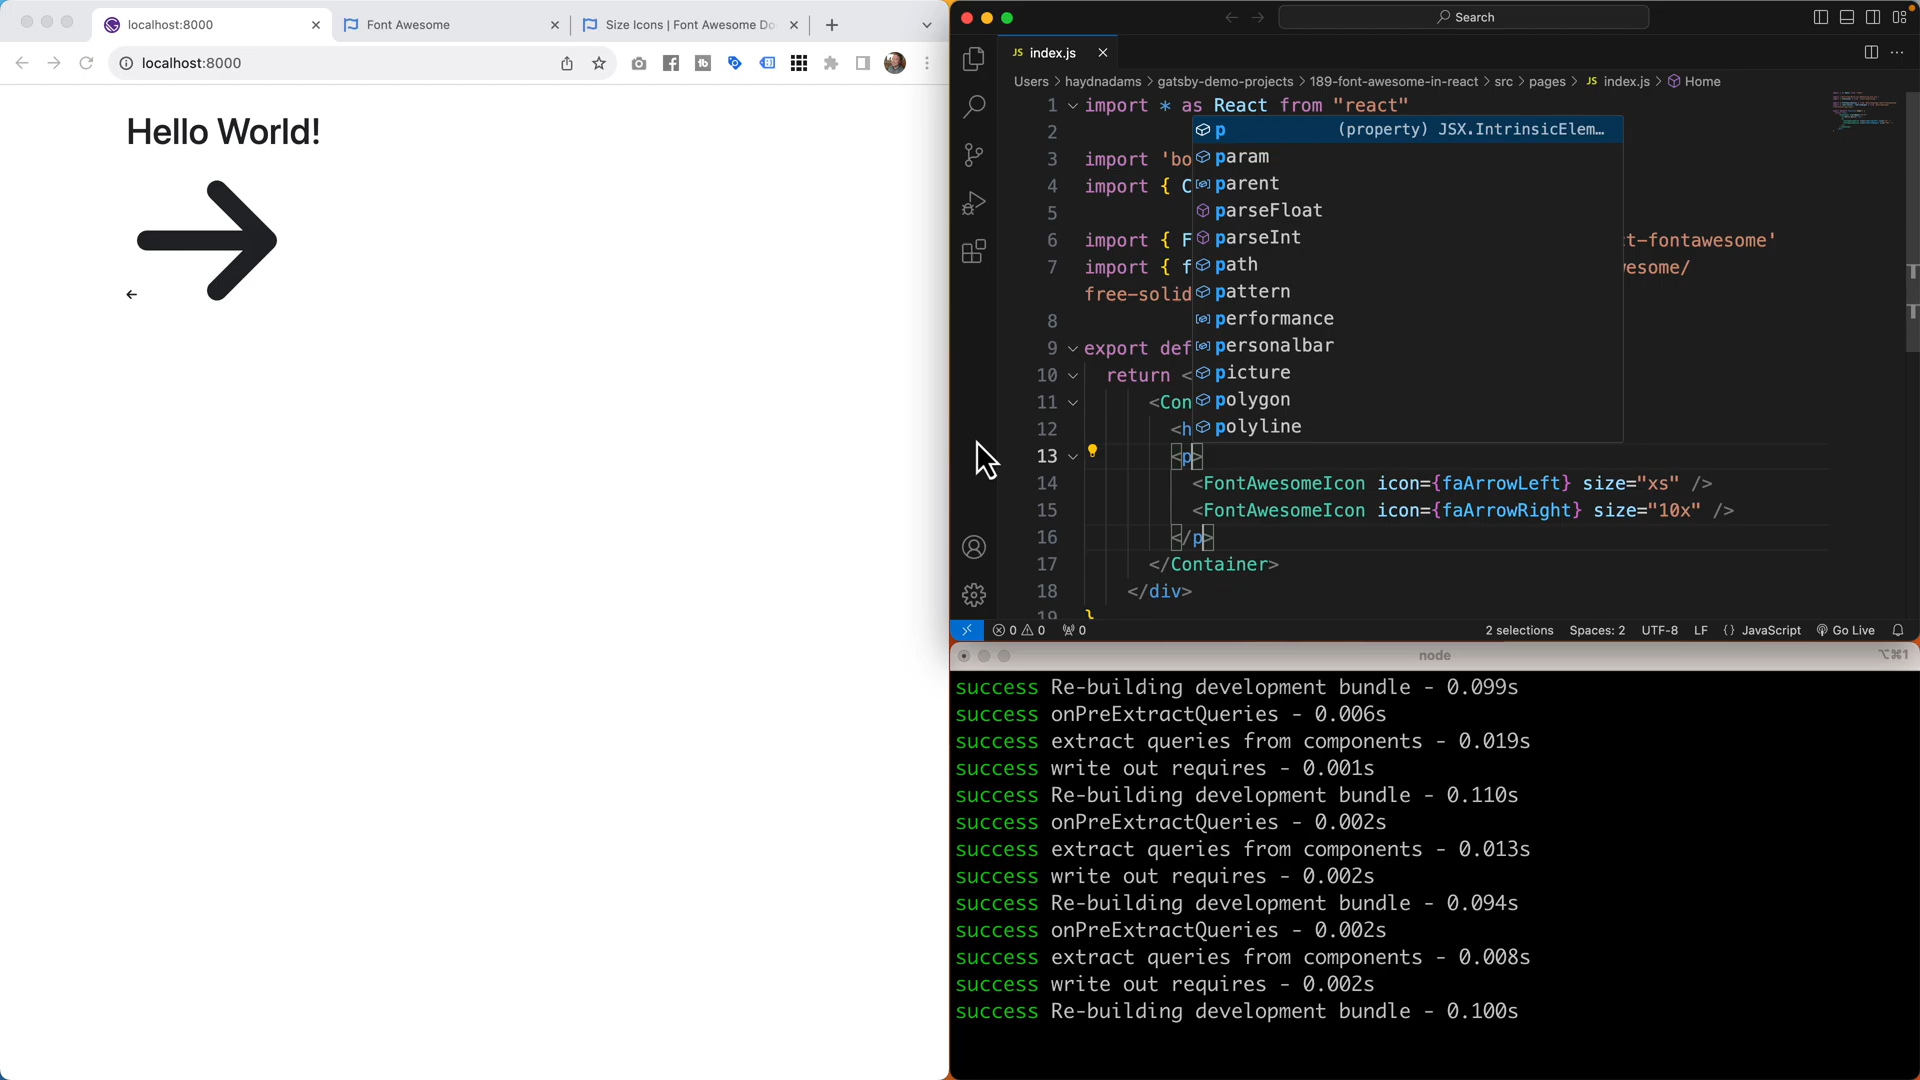 localhost:8000
Font Awesome
Size Icons | Font Awesome Do
localhost:8000
Hello World!
Search
JS index.js
Users > haydnadams > gatsby-demo-projects > 189-font-awesome-in-react > src > pages > JS index.js > Home
1 import * as React from "react"
2
3 import 'bo
4 import { C
5
6 import { F t-fontawesome'
7 import { f esome/
free-solid
8
9 export def
10 return <
11 <Con
12 <h
13 <p>
14 <FontAwesomeIcon icon={faArrowLeft} size="xs" />
15 <FontAwesomeIcon icon={faArrowRight} size="10x" />
16 </p>
17 </Container>
18 </div>
19 }
p (property) JSX.IntrinsicElem…
param
parent
parseFloat
parseInt
path
pattern
performance
personalbar
picture
polygon
polyline
0 0 0 2 selections Spaces: 2 UTF-8 LF {} JavaScript Go Live
node ⌥⌘1
success Re-building development bundle - 0.099s
success onPreExtractQueries - 0.006s
success extract queries from components - 0.019s
success write out requires - 0.001s
success Re-building development bundle - 0.110s
success onPreExtractQueries - 0.002s
success extract queries from components - 0.013s
success write out requires - 0.002s
success Re-building development bundle - 0.094s
success onPreExtractQueries - 0.002s
success extract queries from components - 0.008s
success write out requires - 0.002s
success Re-building development bundle - 0.100s